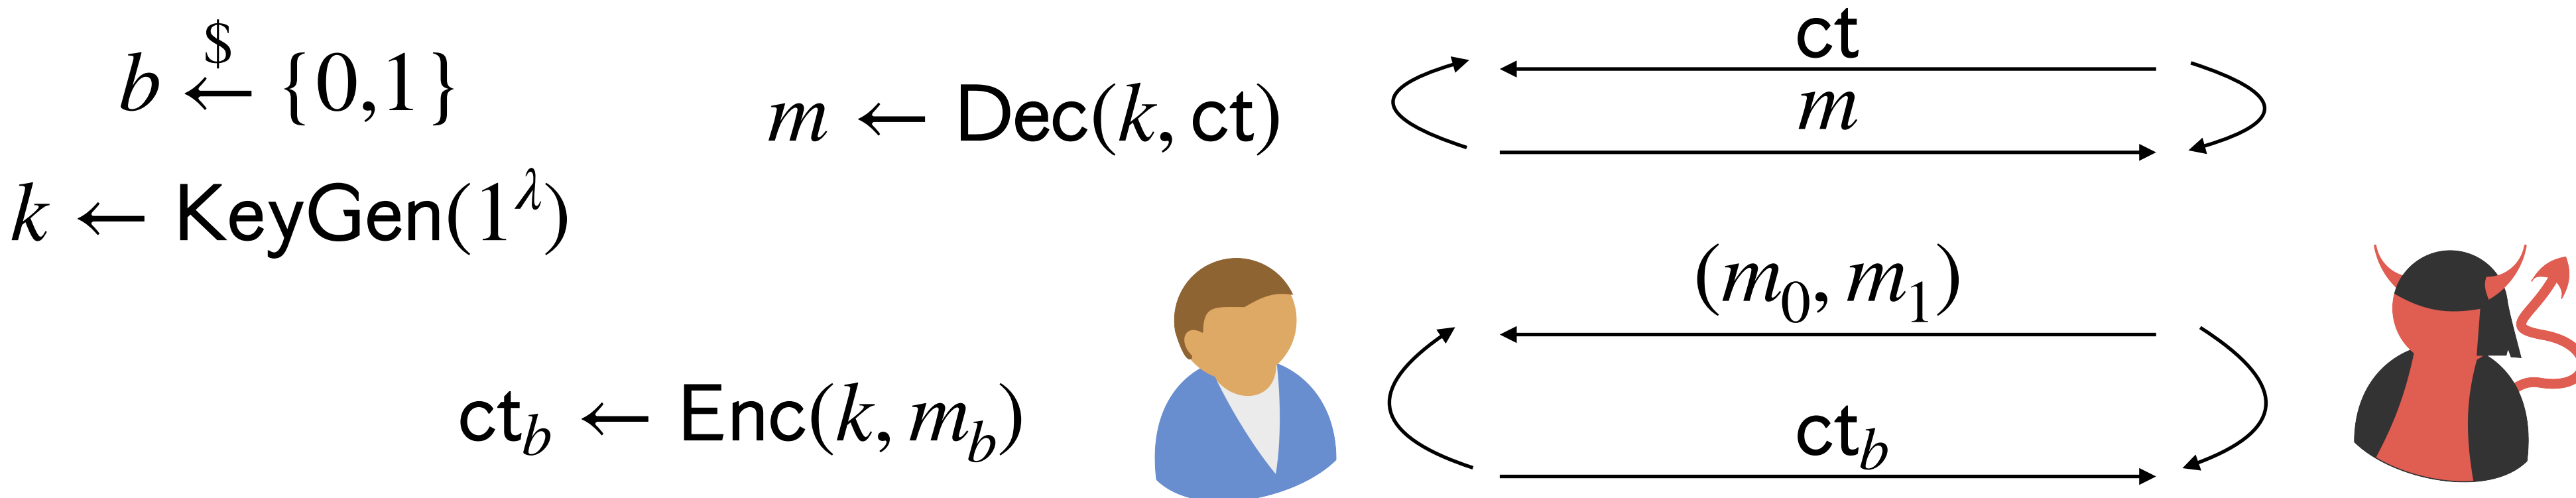 b $← {0,1}
k ← KeyGen(1^λ)
m ← Dec(k, ct)
ct
m
(m_0, m_1)
ct_b ← Enc(k, m_b)
ct_b